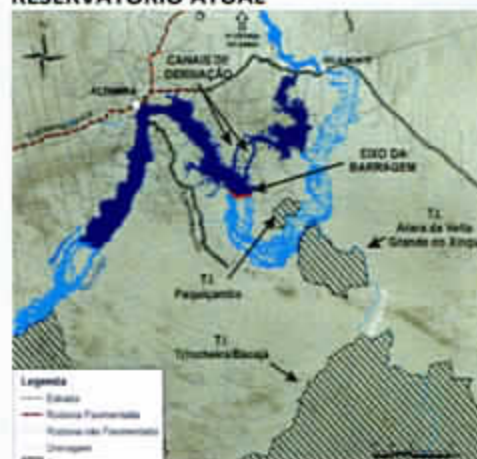 RESERVATÓRIO ATUAL
CANAIS DE
DERIVAÇÃO
ALTAMIRA
EIXO DA
BARRAGEM
T.I.
Arara da Volta
Grande do Xingu
T.I.
Paquiçamba
T.I.
Trincheira/Bacajá
Legenda
Estrada
Rodovia Pavimentada
Rodovia não Pavimentada
Drenagem